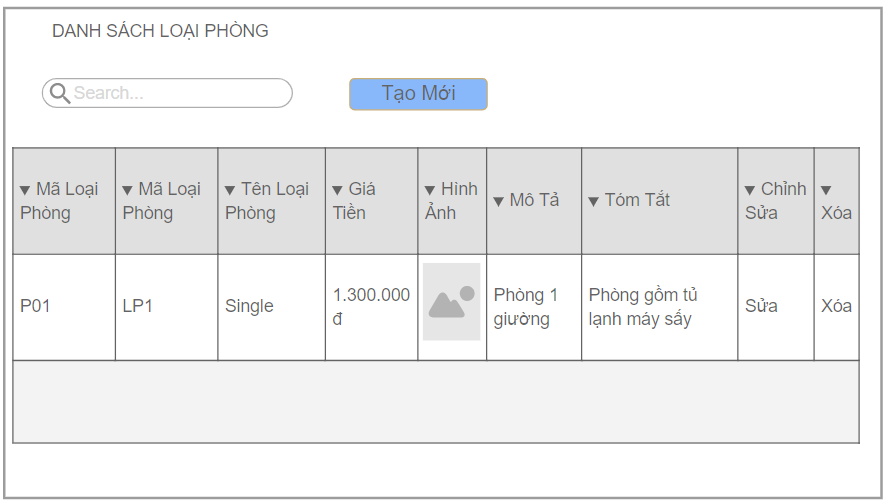 DANH SÁCH LOẠI PHÒNG
Search...
Tạo Mới
Mã Loại
Phòng
Mã Loại
Phòng
Tên Loại
Phòng
Giá
Tiền
Hình
Ảnh
Mô Tả
Tóm Tắt
Chỉnh
Sửa
Xóa
P01
LP1
Single
1.300.000
đ
Phòng 1
giường
Phòng gồm tủ
lạnh máy sấy
Sửa
Xóa